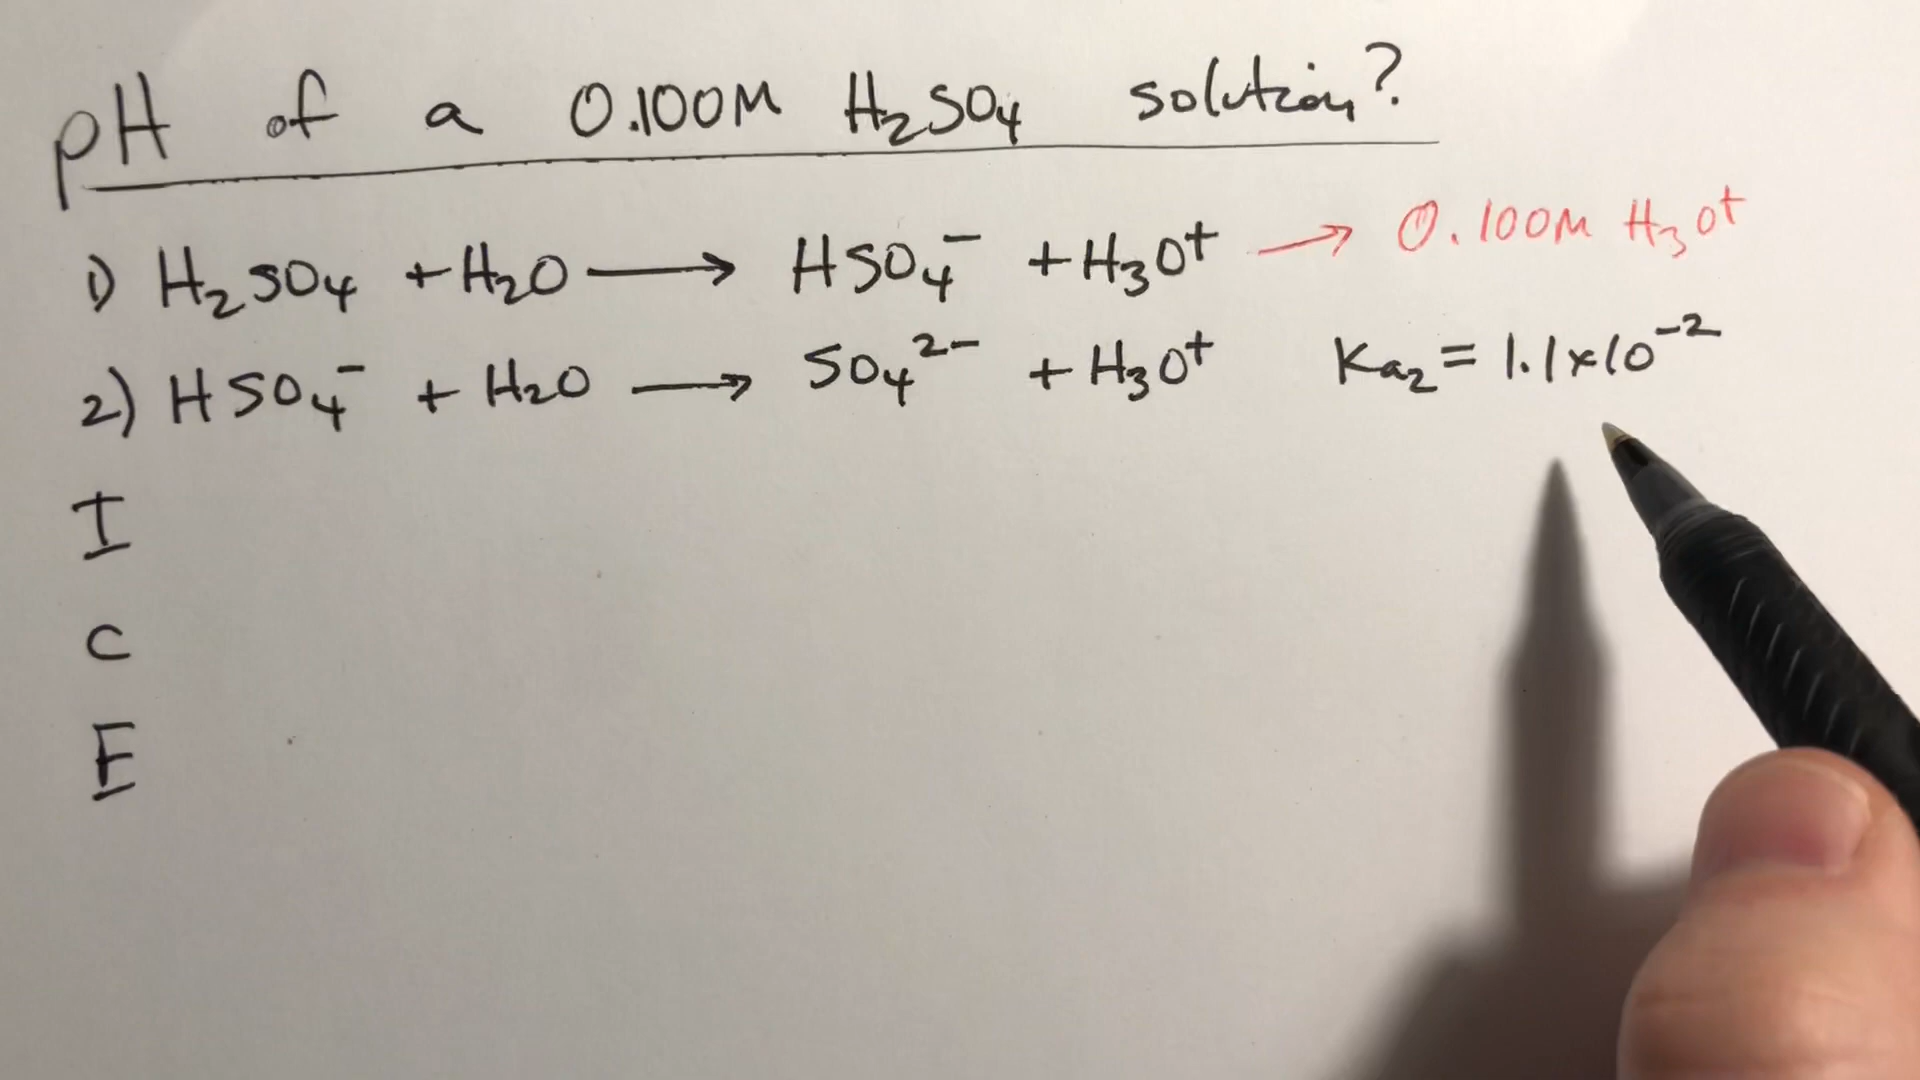 pH of a 0.100M H₂SO₄ solution?
1) H₂SO₄ + H₂O ⟶ HSO₄⁻ + H₃O⁺ → 0.100M H₃O⁺
2) HSO₄⁻ + H₂O ⟶ SO₄²⁻ + H₃O⁺ Ka₂ = 1.1×10⁻²
I
C
E